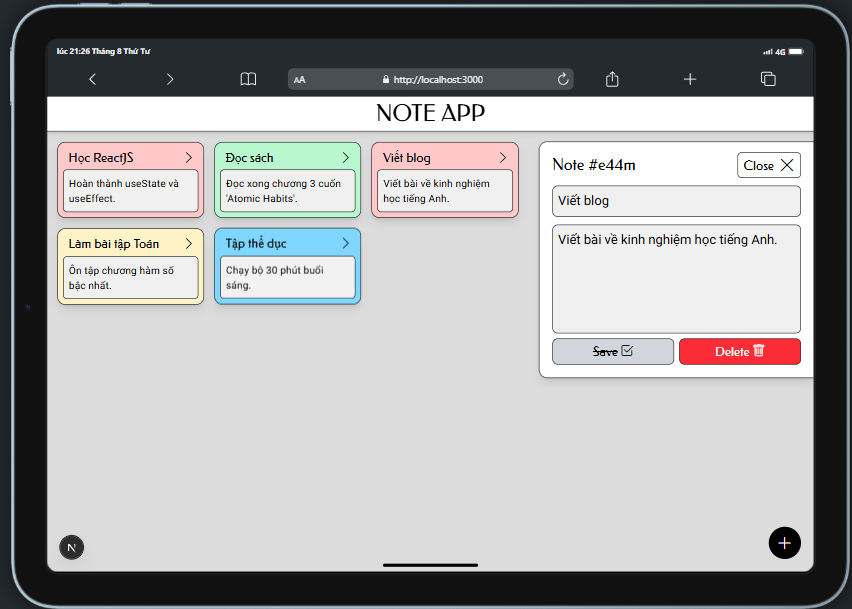 lúc 21:26 Tháng 8 Thứ Tư
4G
AA
http://localhost:3000
NOTE APP
Học ReactJS
Hoàn thành useState và
useEffect.
Đọc sách
Đọc xong chương 3 cuốn
'Atomic Habits'.
Viết blog
Viết bài về kinh nghiệm
học tiếng Anh.
Làm bài tập Toán
Ôn tập chương hàm số
bậc nhất.
Tập thể dục
Chạy bộ 30 phút buổi
sáng.
Note #e44m
Close
Viết blog
Viết bài về kinh nghiệm học tiếng Anh.
Save
Delete
N